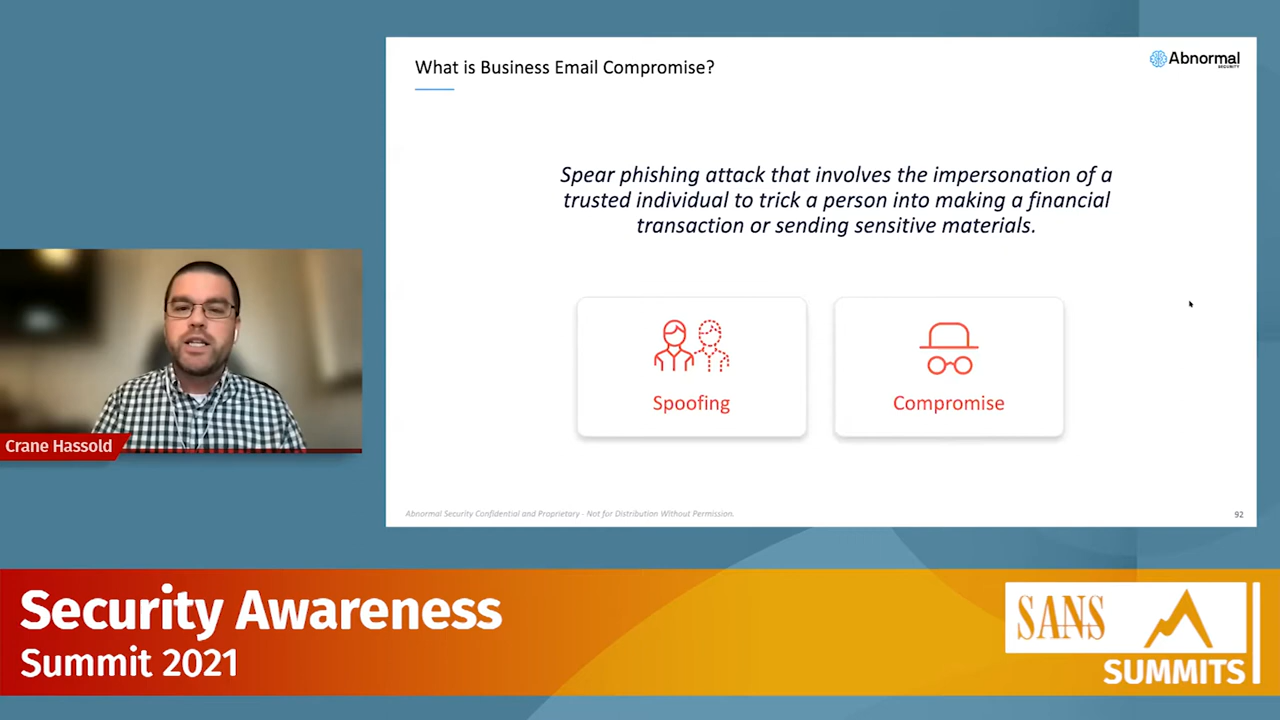 What is Business Email Compromise?
Abnormal
SECURITY
Spear phishing attack that involves the impersonation of a
trusted individual to trick a person into making a financial
transaction or sending sensitive materials.
Spoofing
Compromise
Crane Hassold
Abnormal Security Confidential and Proprietary - Not for Distribution Without Permission.
92
Security Awareness
Summit 2021
SANS
SUMMITS